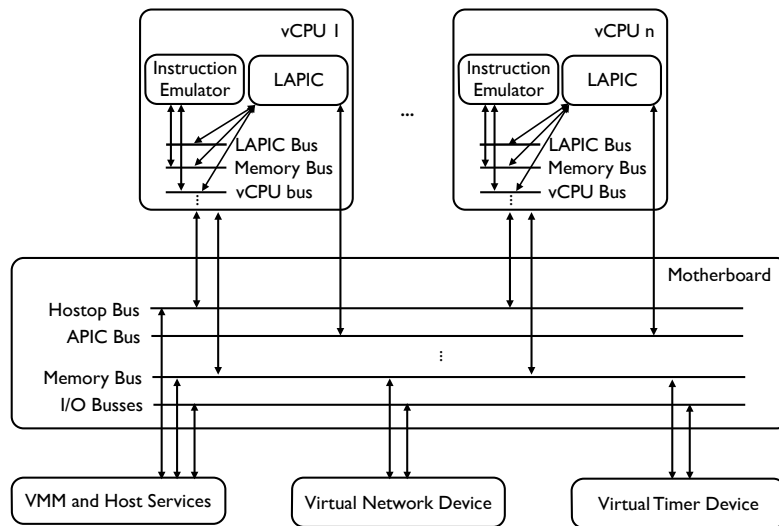 vCPU 1
Instruction
Emulator
LAPIC
LAPIC Bus
Memory Bus
vCPU bus
...
vCPU n
Instruction
Emulator
LAPIC
LAPIC Bus
Memory Bus
vCPU Bus
Motherboard
Hostop Bus
APIC Bus
...
Memory Bus
I/O Busses
VMM and Host Services
Virtual Network Device
Virtual Timer Device